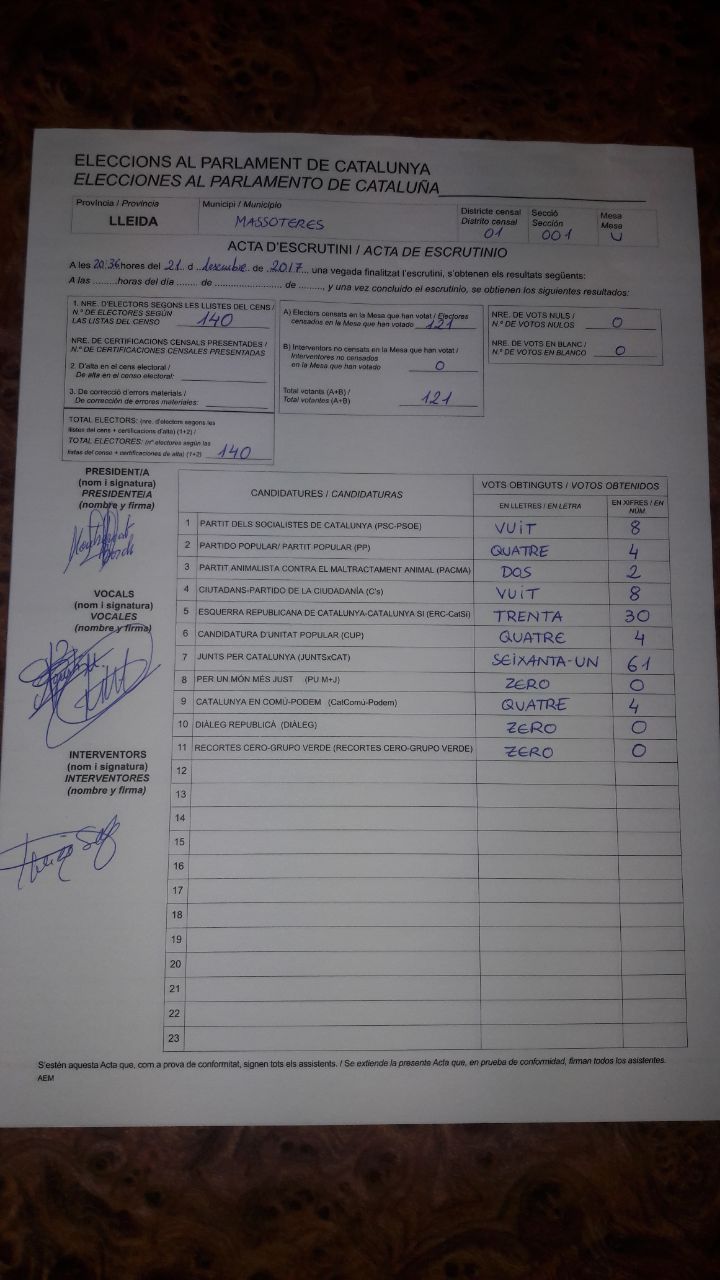 ELECCIONS AL PARLAMENT DE CATALUNYA
ELECCIONES AL PARLAMENTO DE CATALUÑA
Província / Provincia
LLEIDA
Municipi / Municipio
MASSOTERES
Districte censal
Distrito censal
01
Secció
Sección
001
Mesa
Mesa
U
ACTA D'ESCRUTINI / ACTA DE ESCRUTINIO
A les 20:36 hores del 21 d desembre de 2017 una vegada finalitzat l'escrutini, s'obtenen els resultats següents:
A las .........horas del día ....... de ..................... de ........, y una vez concluido el escrutinio, se obtienen los siguientes resultados:
1. NRE. D'ELECTORS SEGONS LES LLISTES DEL CENS /
N.º DE ELECTORES SEGÚN
LAS LISTAS DEL CENSO 140
NRE. DE CERTIFICACIONS CENSALS PRESENTADES /
N.º DE CERTIFICACIONES CENSALES PRESENTADAS
2. D'alta en el cens electoral /
De alta en el censo electoral:
3. De correcció d'errors materials /
De corrección de errores materiales:
TOTAL ELECTORS: (nre. d'electors segons les
llistes del cens + certificacions d'alta) (1+2) /
TOTAL ELECTORES: (nº electores según las
listas del censo + certificaciones de alta) (1+2) 140
A) Electors censats en la Mesa que han votat / Electores
censados en la Mesa que han votado 121
B) Interventors no censats en la Mesa que han votat /
Interventores no censados
en la Mesa que han votado 0
Total votants (A+B) /
Total votantes (A+B) 121
NRE. DE VOTS NULS /
N.º DE VOTOS NULOS 0
NRE. DE VOTS EN BLANC /
N.º DE VOTOS EN BLANCO 0
PRESIDENT/A
(nom i signatura)
PRESIDENTE/A
(nombre y firma)
VOCALS
(nom i signatura)
VOCALES
(nombre y firma)
INTERVENTORS
(nom i signatura)
INTERVENTORES
(nombre y firma)
CANDIDATURES / CANDIDATURAS
VOTS OBTINGUTS / VOTOS OBTENIDOS
EN LLETRES / EN LETRA
EN XIFRES / EN NÚM.
1 PARTIT DELS SOCIALISTES DE CATALUNYA (PSC-PSOE) VUIT 8
2 PARTIDO POPULAR/ PARTIT POPULAR (PP) QUATRE 4
3 PARTIT ANIMALISTA CONTRA EL MALTRACTAMENT ANIMAL (PACMA) DOS 2
4 CIUTADANS-PARTIDO DE LA CIUDADANÍA (C's) VUIT 8
5 ESQUERRA REPUBLICANA DE CATALUNYA-CATALUNYA SI (ERC-CatSí) TRENTA 30
6 CANDIDATURA D'UNITAT POPULAR (CUP) QUATRE 4
7 JUNTS PER CATALUNYA (JUNTSxCAT) SEIXANTA-UN 61
8 PER UN MÓN MÉS JUST (PU M+J) ZERO 0
9 CATALUNYA EN COMÚ-PODEM (CatComú-Podem) QUATRE 4
10 DIÀLEG REPUBLICÀ (DIÀLEG) ZERO 0
11 RECORTES CERO-GRUPO VERDE (RECORTES CERO-GRUPO VERDE) ZERO 0
12
13
14
15
16
17
18
19
20
21
22
23
S'estén aquesta Acta que, com a prova de conformitat, signen tots els assistents. / Se extiende la presente Acta que, en prueba de conformidad, firman todos los asistentes.
AEM